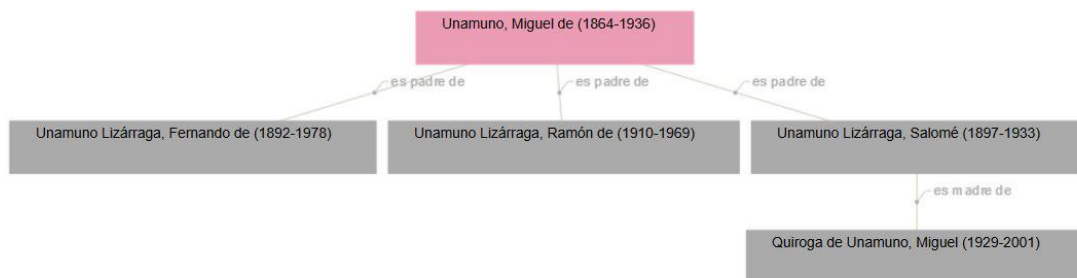 Unamuno, Miguel de (1864-1936)
es padre de
es padre de
es padre de
Unamuno Lizárraga, Fernando de (1892-1978)
Unamuno Lizárraga, Ramón de (1910-1969)
Unamuno Lizárraga, Salomé (1897-1933)
es madre de
Quiroga de Unamuno, Miguel (1929-2001)